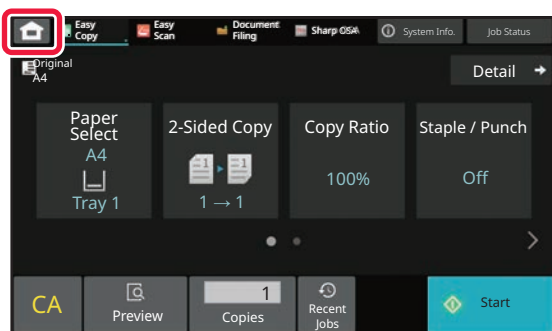 Easy
Copy
Easy
Scan
Document
Filing
Sharp OSA
System Info.
Job Status
Original
A4
Detail
Paper
Select
A4
Tray 1
2-Sided Copy
1 1
1 → 1
Copy Ratio
100%
Staple / Punch
Off
CA
Preview
1
Copies
Recent
Jobs
Start